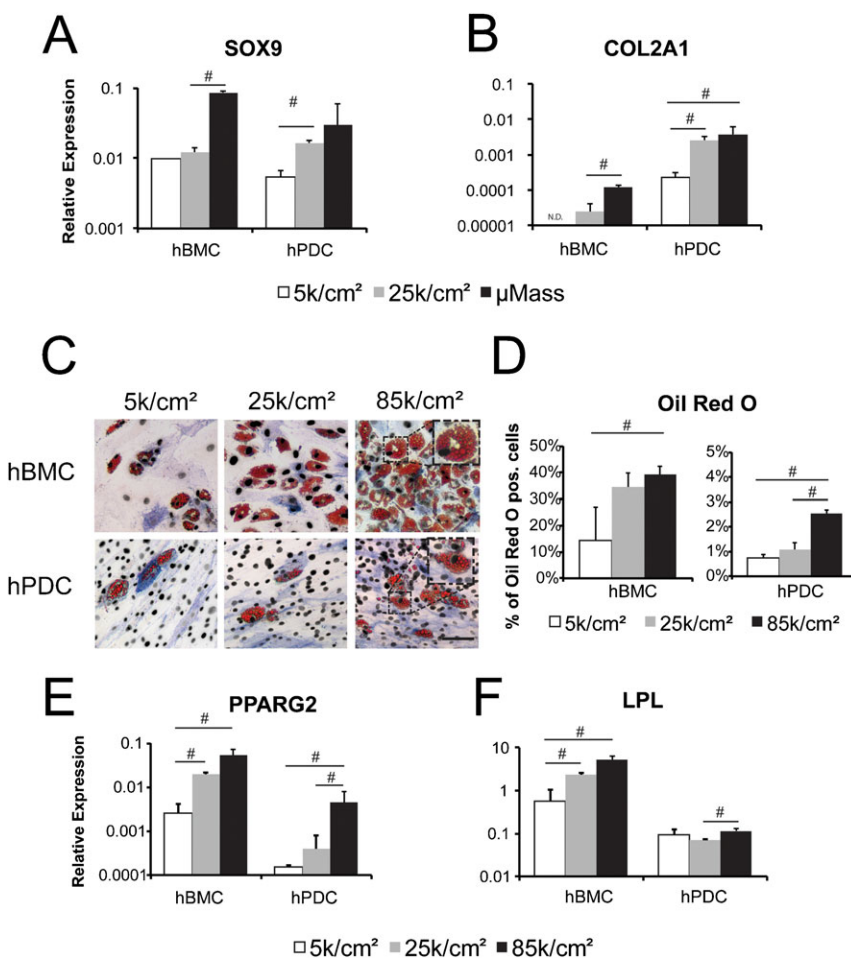 A
SOX9
Relative Expression
0.1
0.01
0.001
#
#
hBMC
hPDC
B
COL2A1
0.1
0.01
0.001
0.0001
0.00001
N.D.
#
#
#
hBMC
hPDC
5k/cm² 25k/cm² µMass
C
5k/cm² 25k/cm² 85k/cm²
hBMC
hPDC
D
Oil Red O
% of Oil Red O pos. cells
50%
40%
30%
20%
10%
0%
#
hBMC
5%
4%
3%
2%
1%
0%
#
#
hPDC
5k/cm² 25k/cm² 85k/cm²
E
PPARG2
Relative Expression
0.1
0.01
0.001
0.0001
#
#
#
#
hBMC
hPDC
F
LPL
10
1
0.1
0.01
#
#
#
hBMC
hPDC
5k/cm² 25k/cm² 85k/cm²